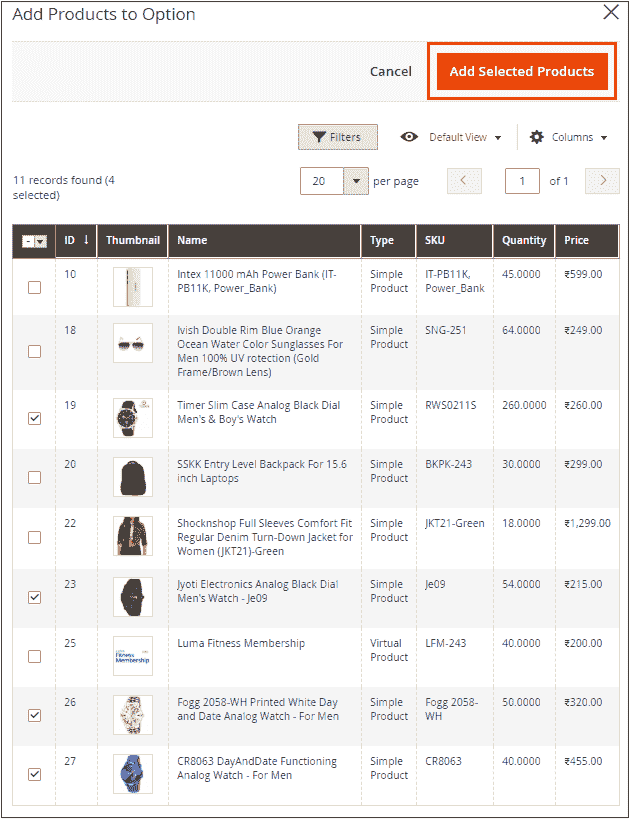 Add Products to Option
Cancel
Add Selected Products
Filters
Default View
Columns
11 records found (4
selected)
20
per page
1
of 1
ID ↓ Thumbnail Name Type SKU Quantity Price
10 Intex 11000 mAh Power Bank (IT- Simple IT-PB11K, 45.0000 ₹599.00
PB11K, Power_Bank) Product Power_Bank
18 Ivish Double Rim Blue Orange Simple SNG-251 64.0000 ₹249.00
Ocean Water Color Sunglasses For Product
Men 100% UV rotection (Gold
Frame/Brown Lens)
19 Timer Slim Case Analog Black Dial Simple RWS0211S 260.0000 ₹260.00
Men's & Boy's Watch Product
20 SSKK Entry Level Backpack For 15.6 Simple BKPK-243 30.0000 ₹299.00
inch Laptops Product
22 Shocknshop Full Sleeves Comfort Fit Simple JKT21-Green 18.0000 ₹1,299.00
Regular Denim Turn-Down Jacket for Product
Women (JKT21)-Green
23 Jyoti Electronics Analog Black Dial Simple Je09 54.0000 ₹215.00
Men's Watch - Je09 Product
25 Luma Fitness Membership Virtual LFM-243 40.0000 ₹200.00
Product
Fitness
Membership
26 Fogg 2058-WH Printed White Day Simple Fogg 2058- 50.0000 ₹320.00
and Date Analog Watch - For Men Product WH
27 CR8063 DayAndDate Functioning Simple CR8063 40.0000 ₹455.00
Analog Watch - For Men Product